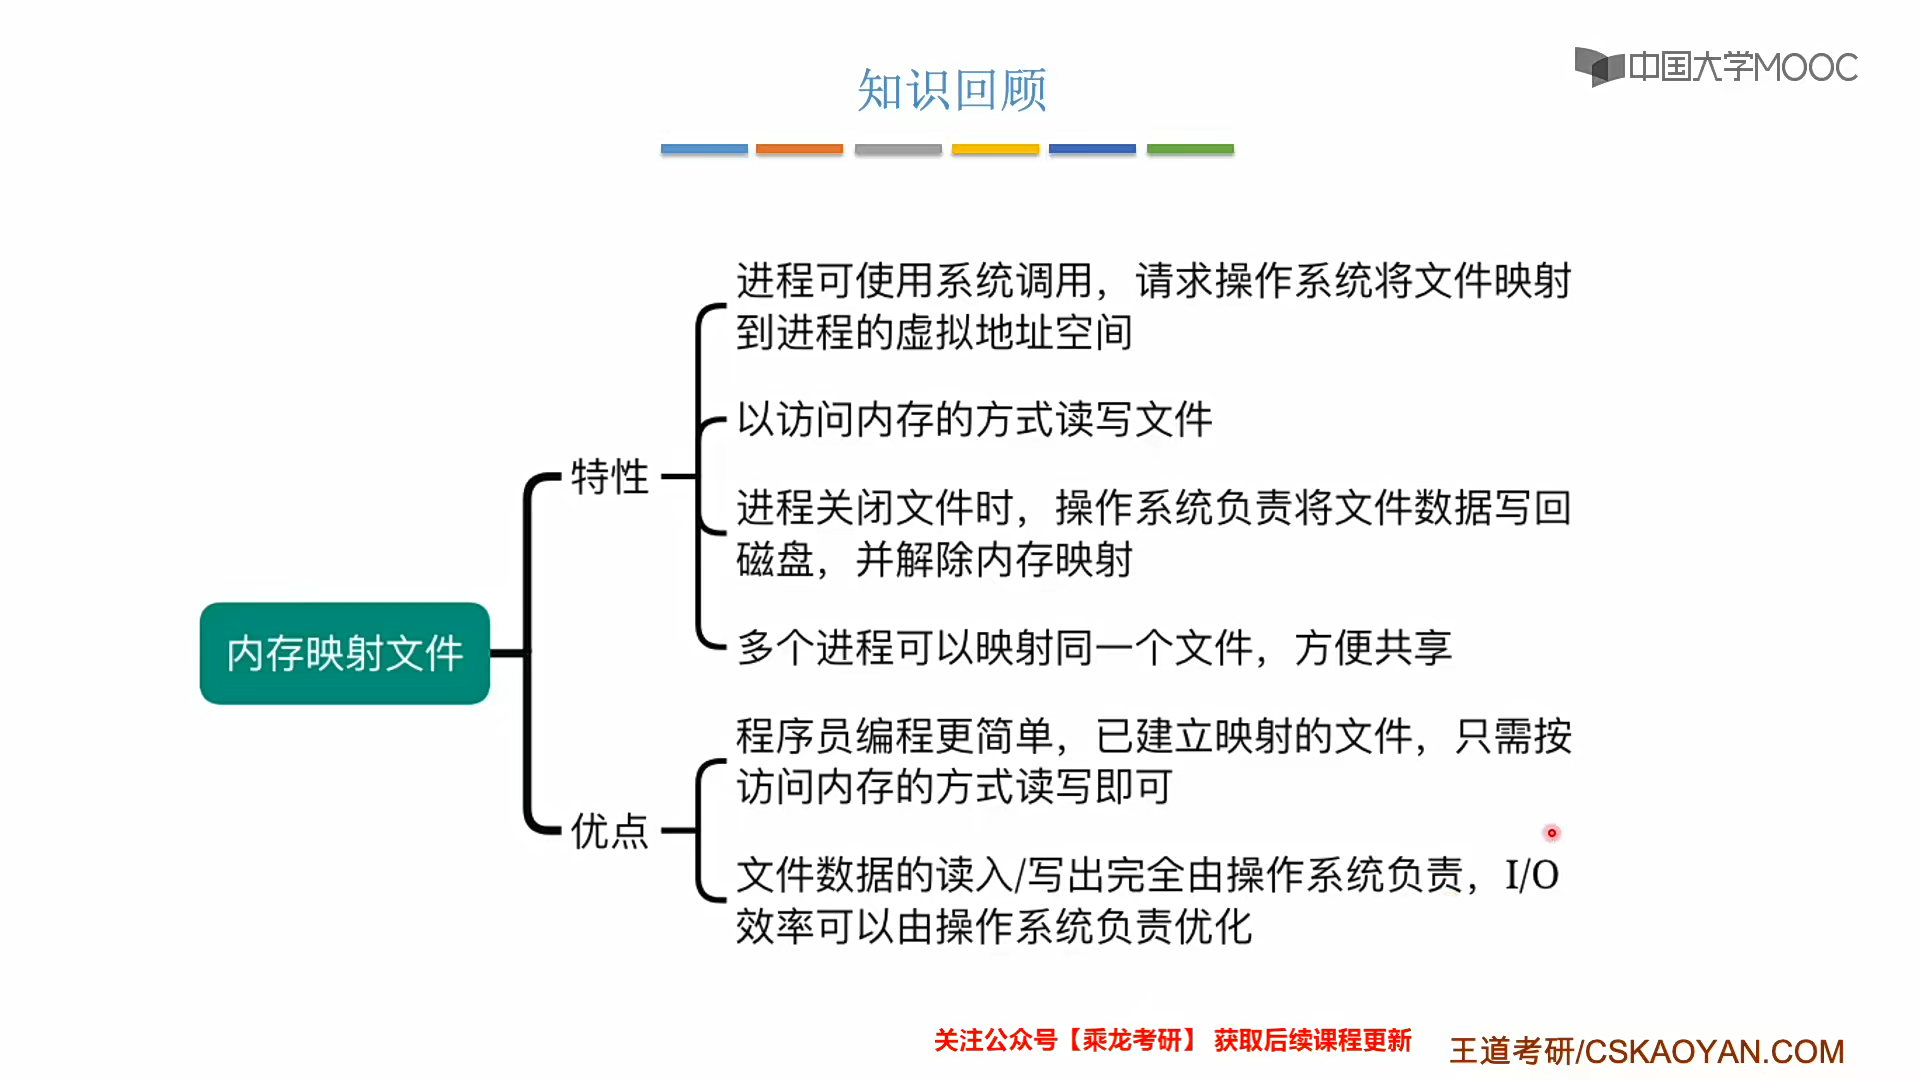 中国大学MOOC
知识回顾
进程可使用系统调用，请求操作系统将文件映射
到进程的虚拟地址空间
以访问内存的方式读写文件
特性
进程关闭文件时，操作系统负责将文件数据写回
磁盘，并解除内存映射
多个进程可以映射同一个文件，方便共享
内存映射文件
程序员编程更简单，已建立映射的文件，只需按
访问内存的方式读写即可
优点
文件数据的读入/写出完全由操作系统负责，I/O
效率可以由操作系统负责优化
关注公众号【乘龙考研】 获取后续课程更新
王道考研/CSKAOYAN.COM